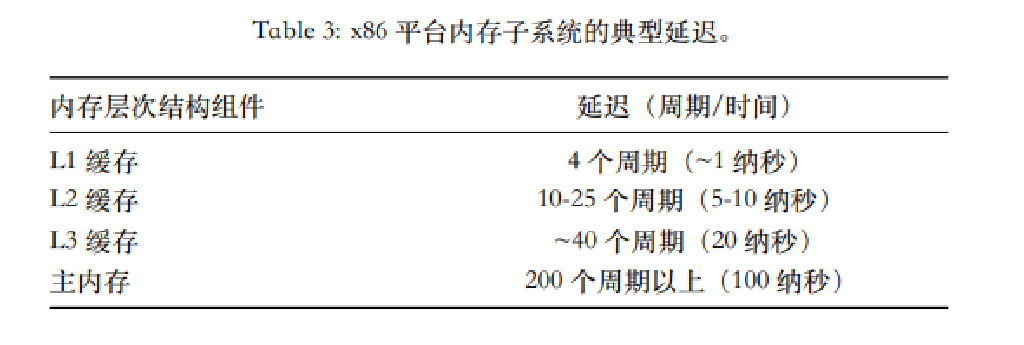 Table 3: x86 平台内存子系统的典型延迟。
内存层次结构组件 延迟（周期/时间）
L1 缓存 4 个周期（~1 纳秒）
L2 缓存 10-25 个周期（5-10 纳秒）
L3 缓存 ~40 个周期（20 纳秒）
主内存 200 个周期以上（100 纳秒）